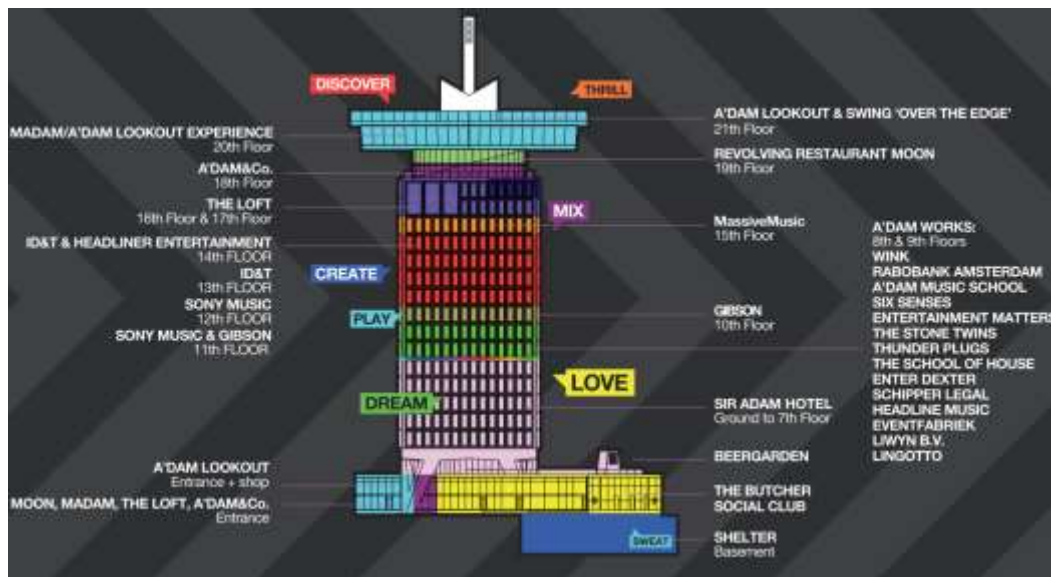 DISCOVER
THRILL
MADAM/A'DAM LOOKOUT EXPERIENCE
20th Floor
A'DAM&Co.
18th Floor
THE LOFT
16th Floor & 17th Floor
ID&T & HEADLINER ENTERTAINMENT
14th FLOOR
ID&T
13th FLOOR
SONY MUSIC
12th FLOOR
SONY MUSIC & GIBSON
11th FLOOR
A'DAM LOOKOUT
Entrance + shop
MOON, MADAM, THE LOFT, A'DAM&Co.
Entrance
CREATE
PLAY
DREAM
MIX
LOVE
SWEAT
A'DAM LOOKOUT & SWING 'OVER THE EDGE'
21th Floor
REVOLVING RESTAURANT MOON
19th Floor
MassiveMusic
15th Floor
GIBSON
10th Floor
SIR ADAM HOTEL
Ground to 7th Floor
BEERGARDEN
THE BUTCHER
SOCIAL CLUB
SHELTER
Basement
A'DAM WORKS:
8th & 9th Floors
WINK
RABOBANK AMSTERDAM
A'DAM MUSIC SCHOOL
SIX SENSES
ENTERTAINMENT MATTERS
THE STONE TWINS
THUNDER PLUGS
THE SCHOOL OF HOUSE
ENTER DEXTER
SCHIPPER LEGAL
HEADLINE MUSIC
EVENTFABRIEK
LIWYN B.V.
LINGOTTO